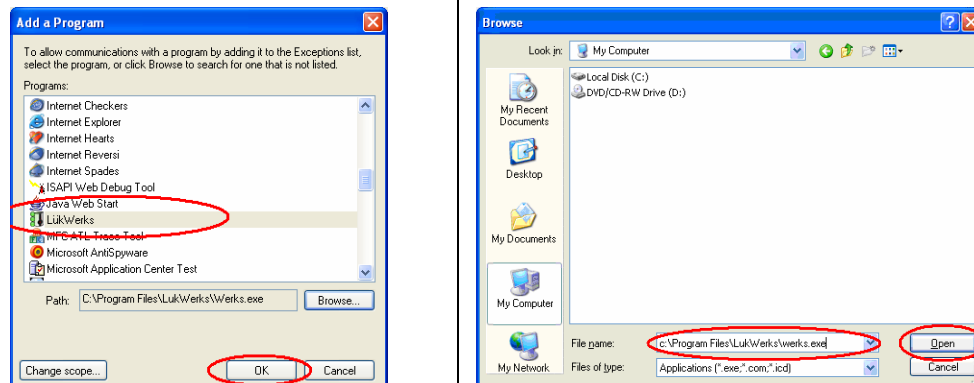 Add a Program
To allow communications with a program by adding it to the Exceptions list,
select the program, or click Browse to search for one that is not listed.
Programs:
Internet Checkers
Internet Explorer
Internet Hearts
Internet Reversi
Internet Spades
ISAPI Web Debug Tool
Java Web Start
LükWerks
MFC-ATL Trace Tool
Microsoft AntiSpyware
Microsoft Application Center Test
Path: C:\Program Files\LukWerks\Werks.exe Browse...
Change scope... OK Cancel
Browse
Look in: My Computer
Local Disk (C:)
DVD/CD-RW Drive (D:)
My Recent
Documents
Desktop
My Documents
My Computer
My Network
File name: c:\Program Files\LukWerks\werks.exe Open
Files of type: Applications (*.exe;*.com;*.icd) Cancel